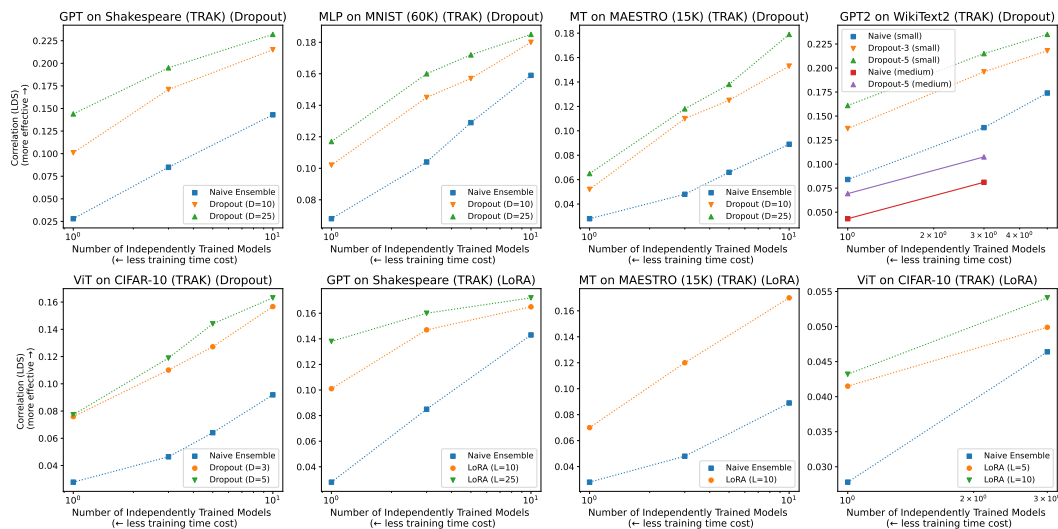 GPT on Shakespeare (TRAK) (Dropout)
MLP on MNIST (60K) (TRAK) (Dropout)
MT on MAESTRO (15K) (TRAK) (Dropout)
GPT2 on WikiText2 (TRAK) (Dropout)
Correlation (LDS)
(more effective →)
0.225
0.200
0.175
0.150
0.125
0.100
0.075
0.050
0.025
10⁰
10¹
Naive Ensemble
Dropout (D=10)
Dropout (D=25)
Number of Independently Trained Models
(← less training time cost)
0.18
0.16
0.14
0.12
0.10
0.08
10⁰
10¹
Naive Ensemble
Dropout (D=10)
Dropout (D=25)
Number of Independently Trained Models
(← less training time cost)
0.18
0.16
0.14
0.12
0.10
0.08
0.06
0.04
10⁰
10¹
Naive Ensemble
Dropout (D=10)
Dropout (D=25)
Number of Independently Trained Models
(← less training time cost)
0.225
0.200
0.175
0.150
0.125
0.100
0.075
0.050
Naive (small)
Dropout-3 (small)
Dropout-5 (small)
Naive (medium)
Dropout-5 (medium)
10⁰
2×10⁰
3×10⁰
4×10⁰
Number of Independently Trained Models
(← less training time cost)
ViT on CIFAR-10 (TRAK) (Dropout)
GPT on Shakespeare (TRAK) (LoRA)
MT on MAESTRO (15K) (TRAK) (LoRA)
ViT on CIFAR-10 (TRAK) (LoRA)
Correlation (LDS)
(more effective →)
0.16
0.14
0.12
0.10
0.08
0.06
0.04
10⁰
10¹
Naive Ensemble
Dropout (D=3)
Dropout (D=5)
Number of Independently Trained Models
(← less training time cost)
0.16
0.14
0.12
0.10
0.08
0.06
0.04
10⁰
10¹
Naive Ensemble
LoRA (L=10)
LoRA (L=25)
Number of Independently Trained Models
(← less training time cost)
0.16
0.14
0.12
0.10
0.08
0.06
0.04
10⁰
10¹
Naive Ensemble
LoRA (L=10)
Number of Independently Trained Models
(← less training time cost)
0.055
0.050
0.045
0.040
0.035
0.030
10⁰
2×10⁰
3×10⁰
Naive Ensemble
LoRA (L=5)
LoRA (L=10)
Number of Independently Trained Models
(← less training time cost)